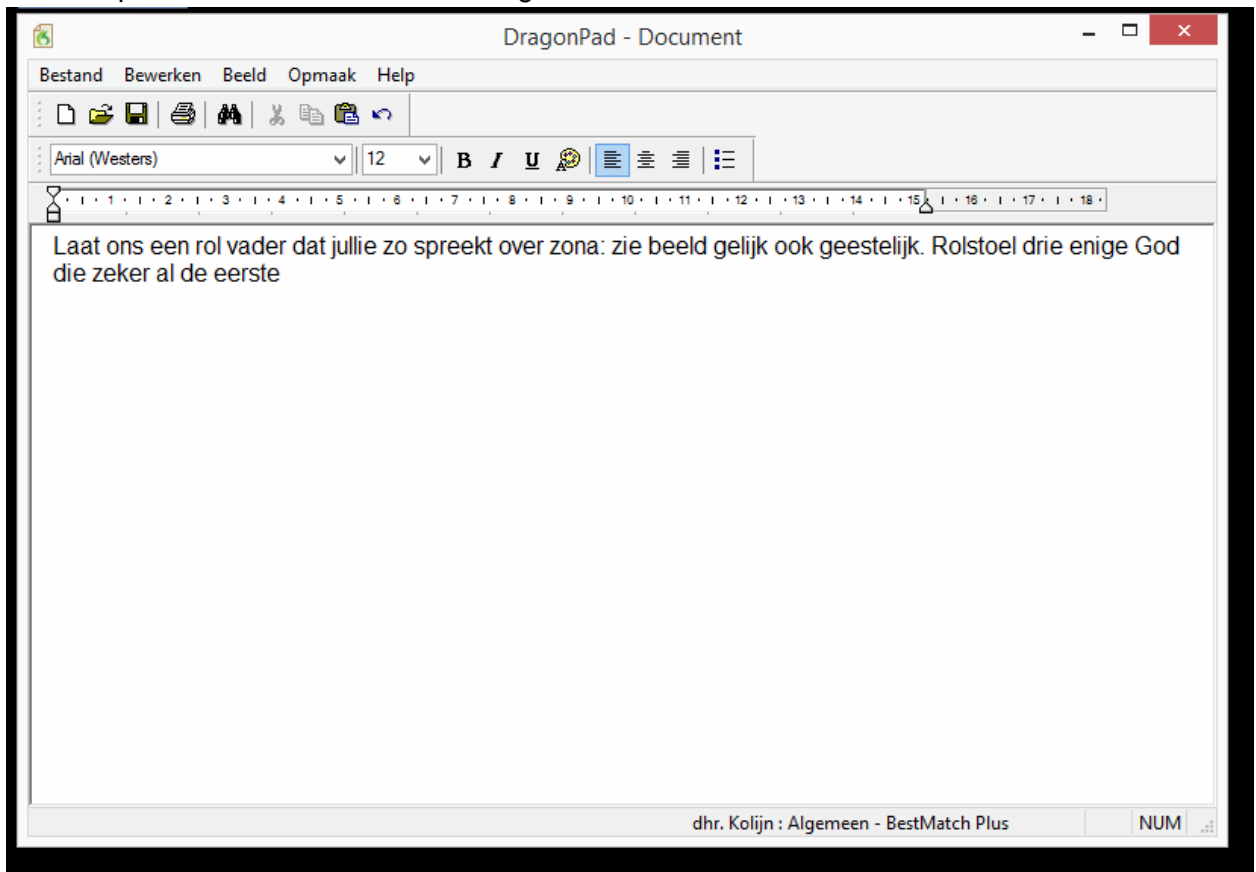 DragonPad - Document
Bestand Bewerken Beeld Opmaak Help
Arial (Westers) 12 B I U
1 2 3 4 5 6 7 8 9 10 11 12 13 14 15 16 17 18
Laat ons een rol vader dat jullie zo spreekt over zona: zie beeld gelijk ook geestelijk. Rolstoel drie enige God
die zeker al de eerste
dhr. Kolijn : Algemeen - BestMatch Plus NUM